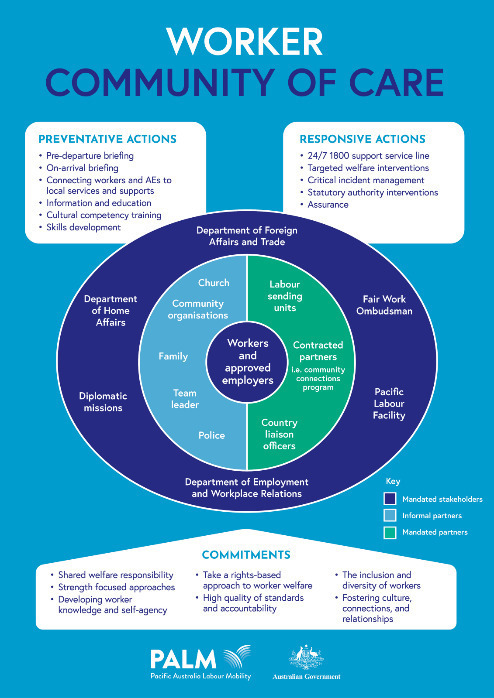 WORKER
COMMUNITY OF CARE
PREVENTATIVE ACTIONS
• Pre-departure briefing
• On-arrival briefing
• Connecting workers and AEs to
local services and supports
• Information and education
• Cultural competency training
• Skills development
RESPONSIVE ACTIONS
• 24/7 1800 support service line
• Targeted welfare interventions
• Critical incident management
• Statutory authority interventions
• Assurance
Department of Foreign
Affairs and Trade
Department
of Home
Affairs
Diplomatic
missions
Fair Work
Ombudsman
Pacific
Labour
Facility
Department of Employment
and Workplace Relations
Church
Community
organisations
Family
Team
leader
Police
Labour
sending
units
Contracted
partners
i.e. community
connections
program
Country
liaison
officers
Workers
and
approved
employers
Key
Mandated stakeholders
Informal partners
Mandated partners
COMMITMENTS
• Shared welfare responsibility
• Strength focused approaches
• Developing worker
knowledge and self-agency
• Take a rights-based
approach to worker welfare
• High quality of standards
and accountability
• The inclusion and
diversity of workers
• Fostering culture,
connections, and
relationships
PALM
Pacific Australia Labour Mobility
Australian Government